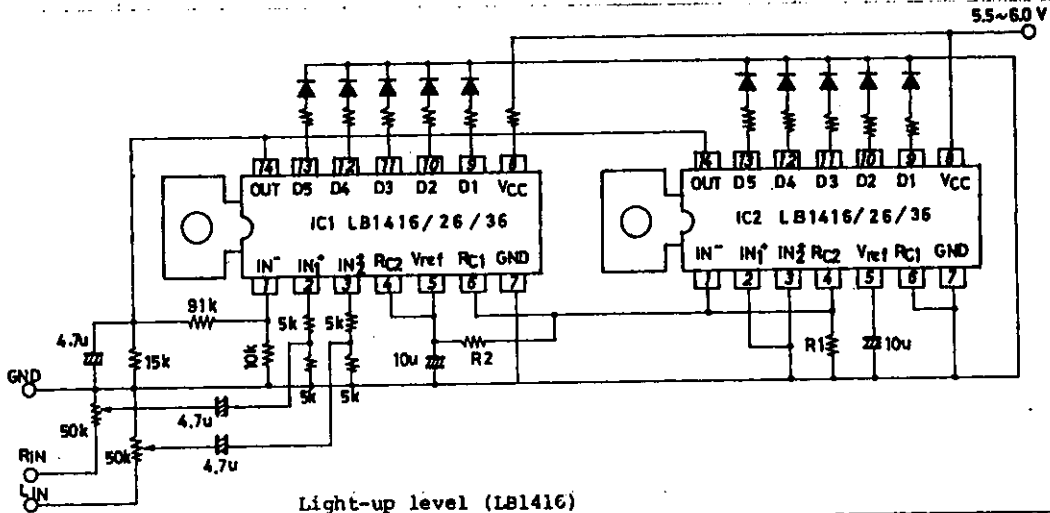 5.5~6.0 V
14 13 12 11 10 9 8
OUT D5 D4 D3 D2 D1 VCC
IC1 LB1416/26/36
IN⁻ IN₁⁺ IN₂⁺ RC2 Vref RC1 GND
1 2 3 4 5 6 7
14 13 12 11 10 9 8
OUT D5 D4 D3 D2 D1 VCC
IC2 LB1416/26/36
IN⁻ IN₁⁺ IN₂⁺ RC2 Vref RC1 GND
1 2 3 4 5 6 7
91k
5k 5k
4.7u
15k
10k
10u
R2
R1
10u
GND
5k 5k
50k
4.7u
RIN
50k
4.7u
LIN
Light-up level (LB1416)